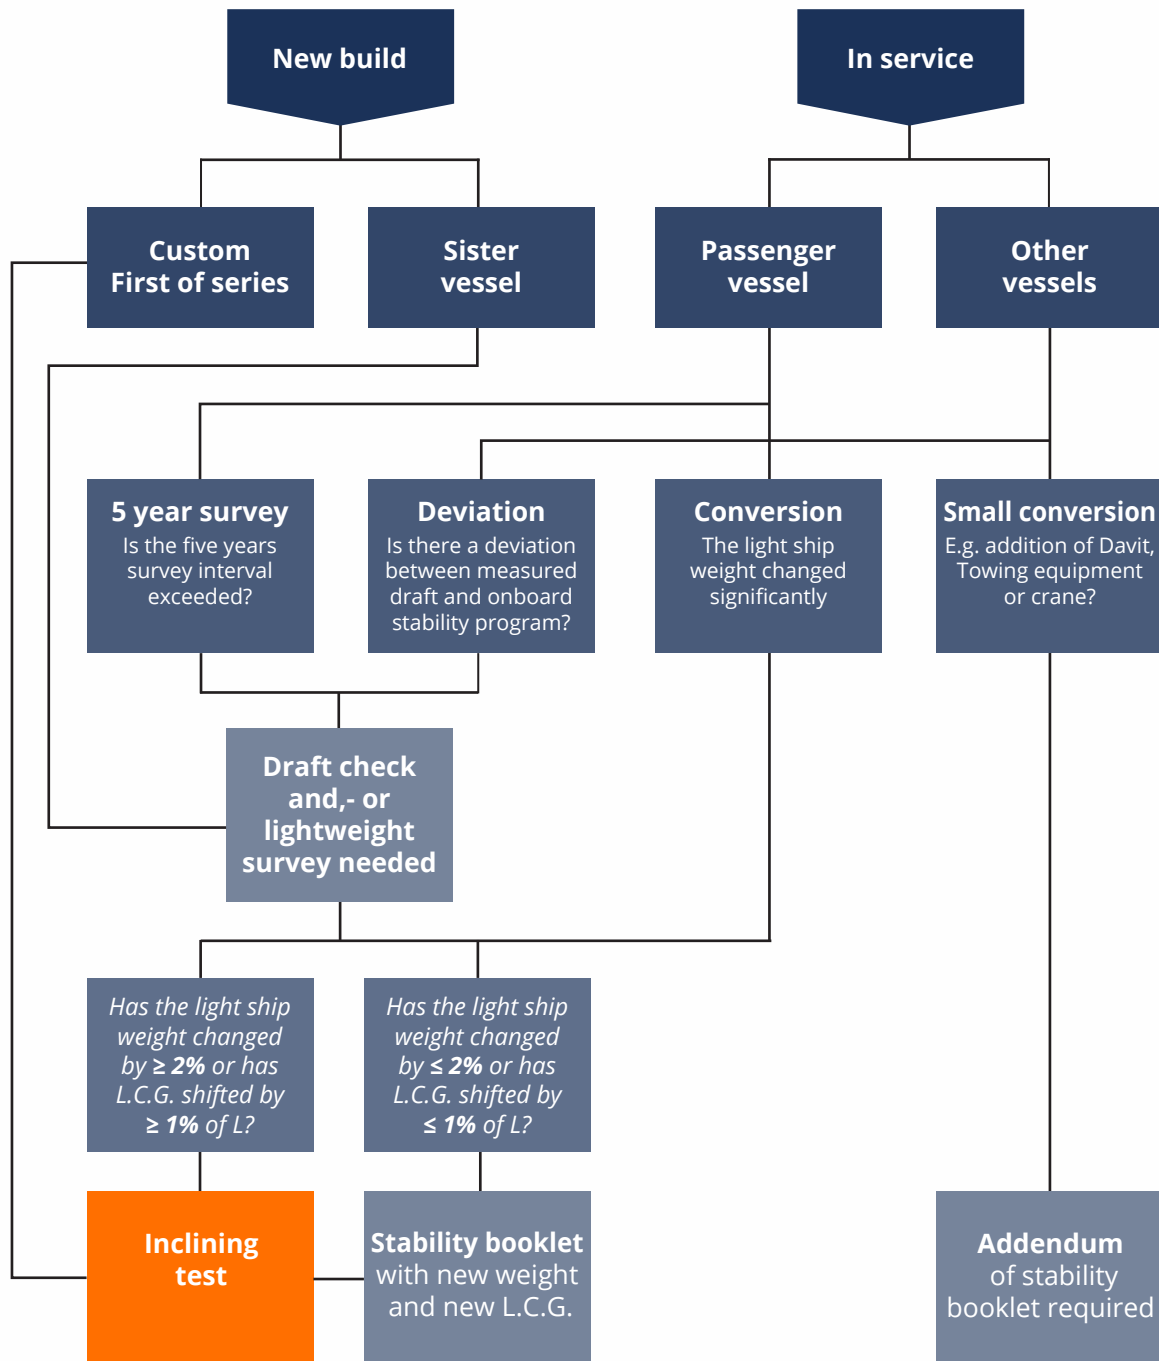 New build
In service
Custom
First of series
Sister
vessel
Passenger
vessel
Other
vessels
5 year survey
Is the five years
survey interval
exceeded?
Deviation
Is there a deviation
between measured
draft and onboard
stability program?
Conversion
The light ship
weight changed
significantly
Small conversion
E.g. addition of Davit,
Towing equipment
or crane?
Draft check
and,- or
lightweight
survey needed
Has the light ship
weight changed
by ≥ 2% or has
L.C.G. shifted by
≥ 1% of L?
Has the light ship
weight changed
by ≤ 2% or has
L.C.G. shifted by
≤ 1% of L?
Inclining
test
Stability booklet
with new weight
and new L.C.G.
Addendum
of stability
booklet required